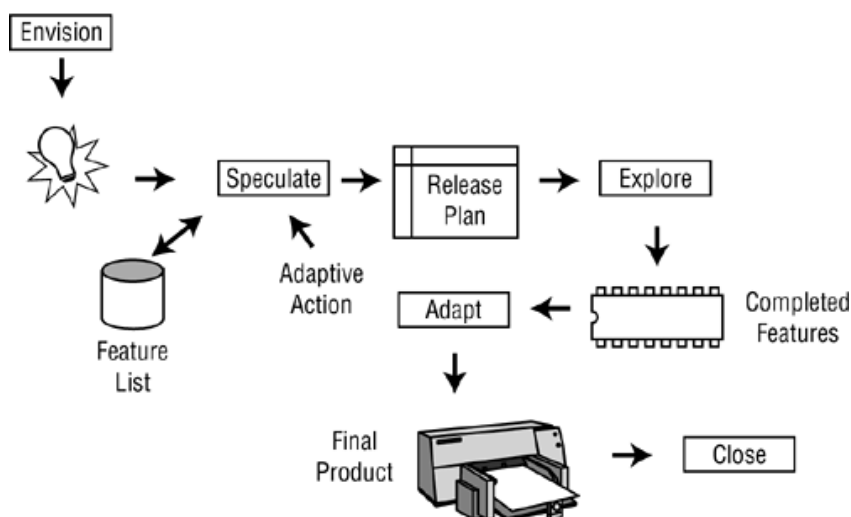 Envision
Speculate
Release
Plan
Explore
Adaptive
Action
Feature
List
Adapt
Completed
Features
Final
Product
Close